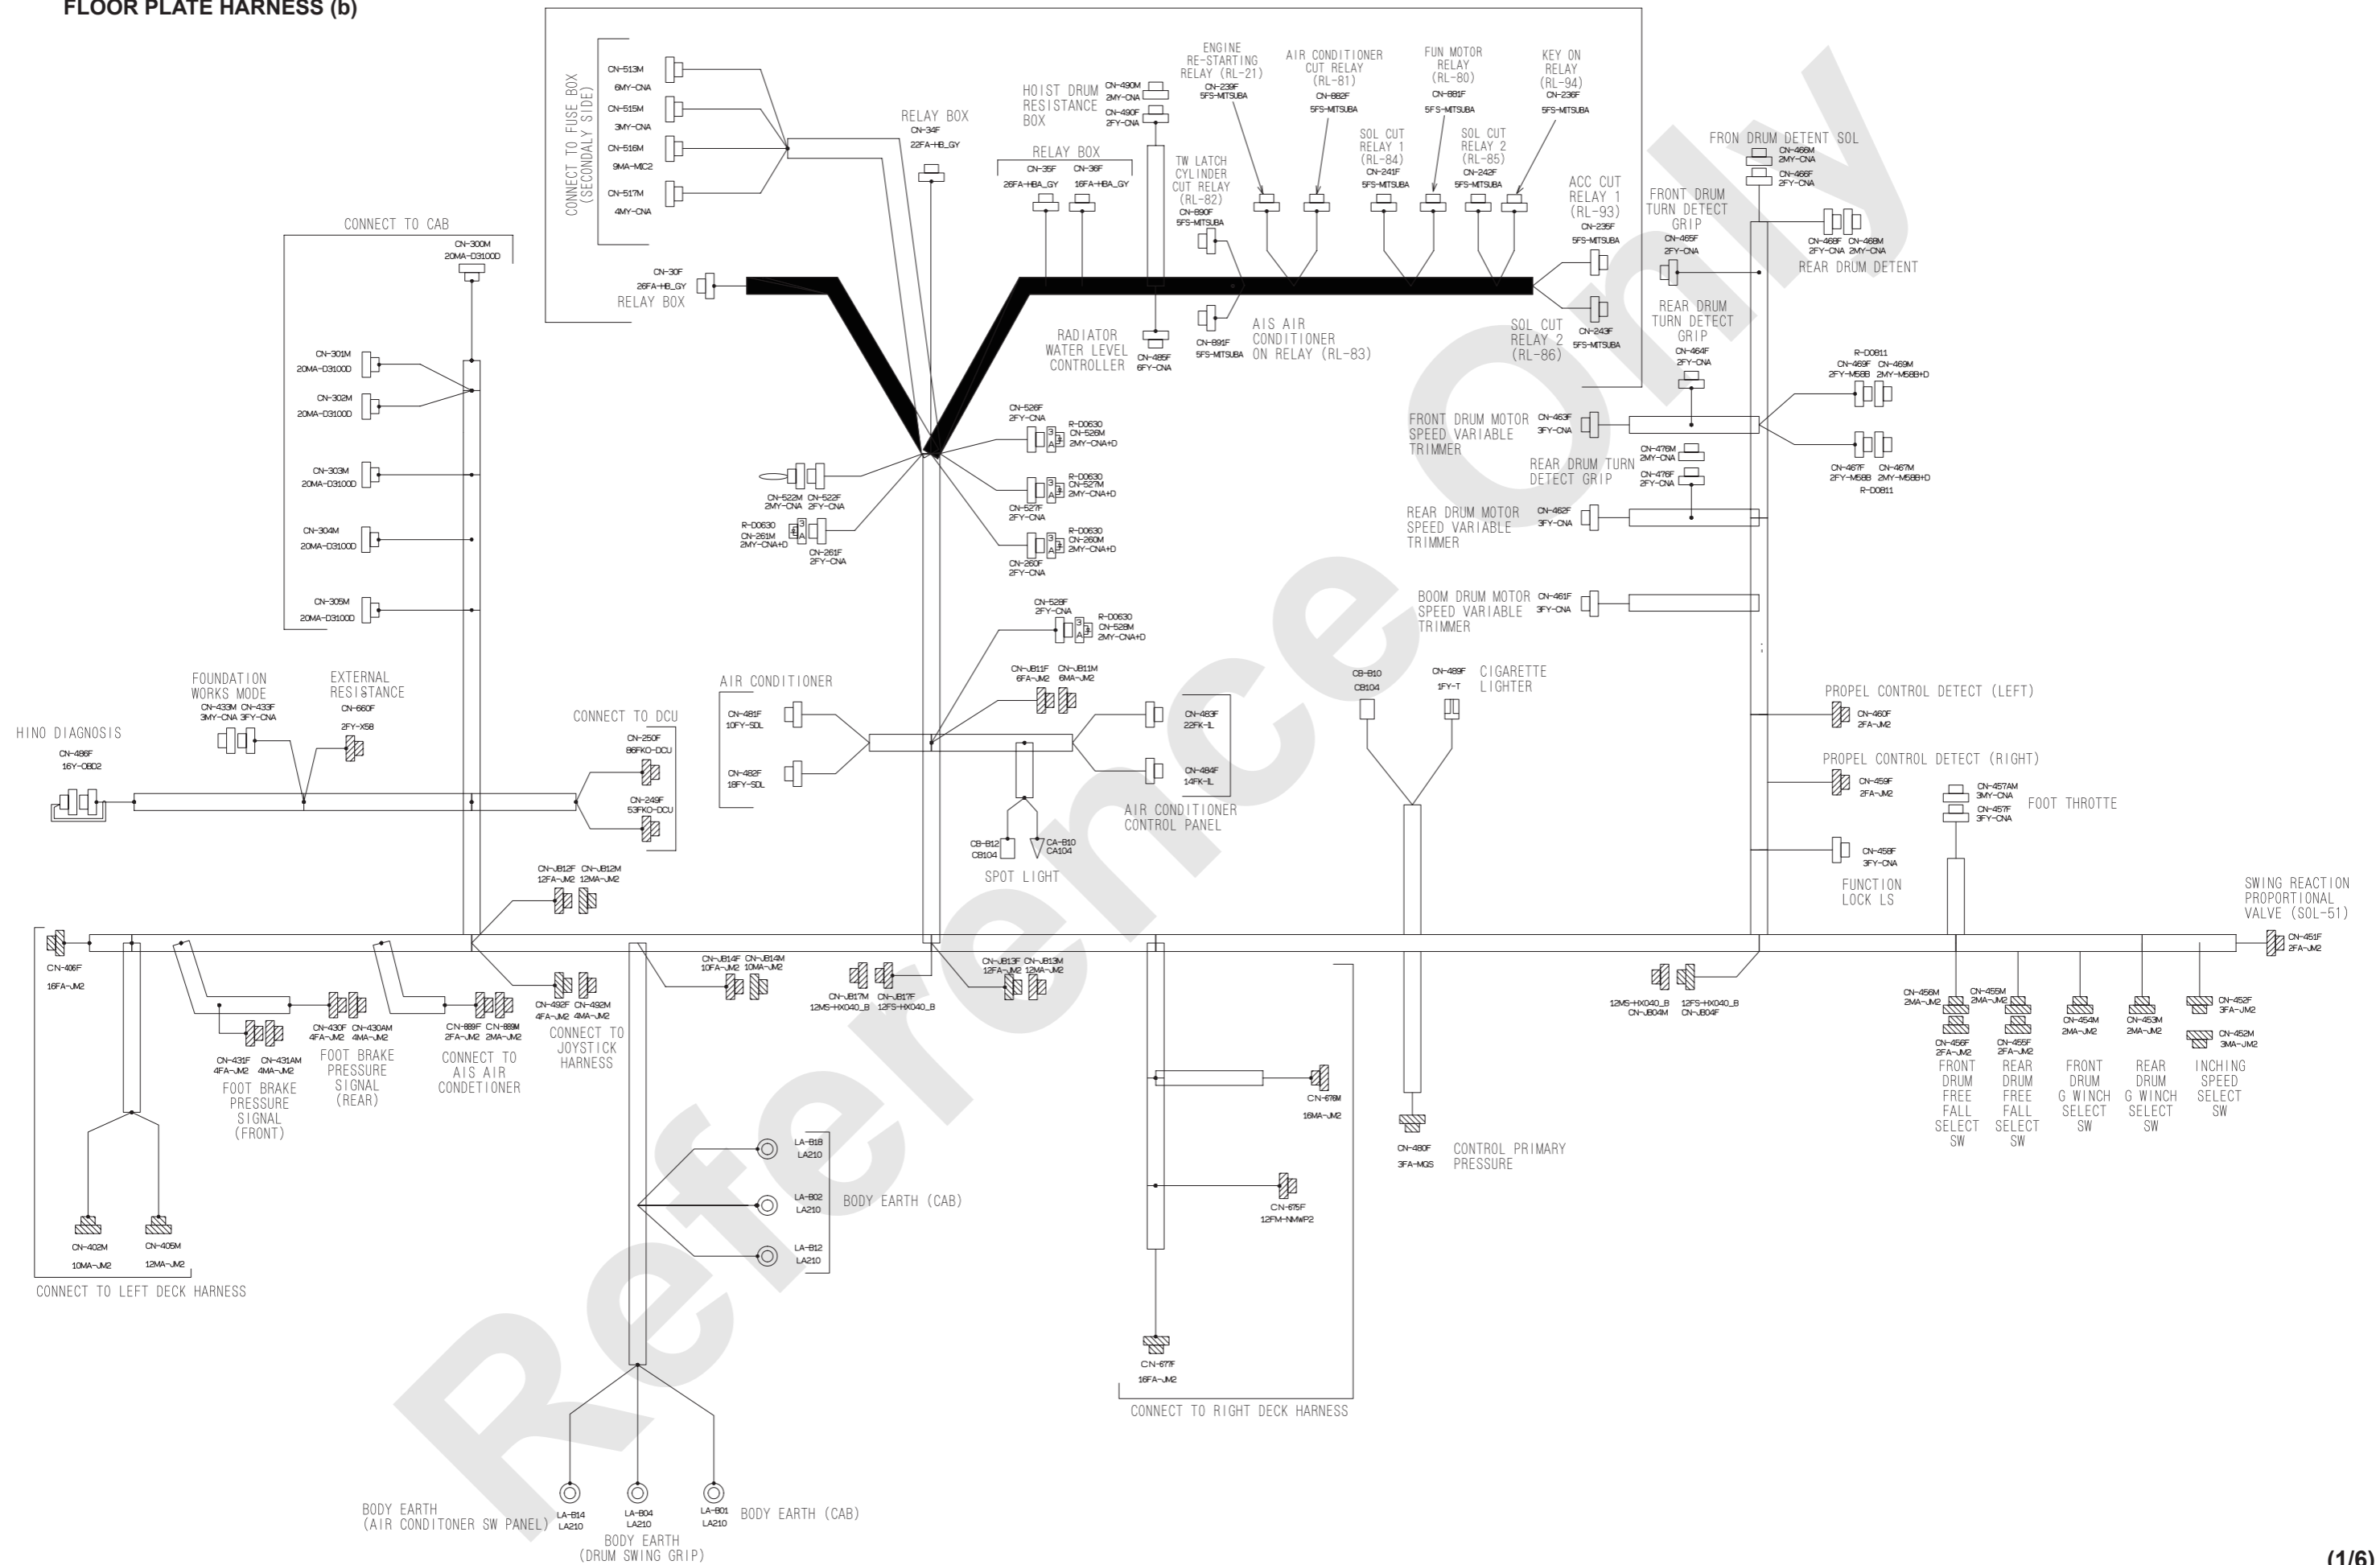 FLOOR PLATE HARNESS (b)
CONNECT TO FUSE BOX
(SECONDALY SIDE)
CN-513M
6MY-CNA
CN-515M
3MY-CNA
CN-516M
9MA-MIC2
CN-517M
4MY-CNA
CN-30F
26FA-HB_GY
RELAY BOX
RELAY BOX
CN-34F
22FA-HB_GY
RELAY BOX
CN-35F
26FA-HBA_GY
CN-36F
16FA-HBA_GY
HOIST DRUM
RESISTANCE
BOX
CN-490M
2MY-CNA
CN-490F
2FY-CNA
ENGINE
RE-STARTING
RELAY (RL-21)
CN-239F
5FS-MITSUBA
AIR CONDITIONER
CUT RELAY
(RL-81)
CN-882F
5FS-MITSUBA
FUN MOTOR
RELAY
(RL-80)
CN-881F
5FS-MITSUBA
KEY ON
RELAY
(RL-94)
CN-236F
5FS-MITSUBA
TW LATCH
CYLINDER
CUT RELAY
(RL-82)
CN-890F
5FS-MITSUBA
SOL CUT
RELAY 1
(RL-84)
CN-241F
5FS-MITSUBA
SOL CUT
RELAY 2
(RL-85)
CN-242F
5FS-MITSUBA
ACC CUT
RELAY 1
(RL-93)
CN-235F
5FS-MITSUBA
RADIATOR
WATER LEVEL
CONTROLLER
CN-485F
6FY-CNA
CN-891F
5FS-MITSUBA
AIS AIR
CONDITIONER
ON RELAY (RL-83)
SOL CUT
RELAY 2
(RL-86)
CN-243F
5FS-MITSUBA
FRON DRUM DETENT SOL
CN-466M
2MY-CNA
CN-466F
2FY-CNA
FRONT DRUM
TURN DETECT
GRIP
CN-465F
2FY-CNA
CN-468F CN-468M
2FY-CNA 2MY-CNA
REAR DRUM DETENT
REAR DRUM
TURN DETECT
GRIP
CN-464F
2FY-CNA
R-D0811
CN-469F CN-469M
2FY-M58B 2MY-M58B+D
FRONT DRUM MOTOR
SPEED VARIABLE
TRIMMER
CN-463F
3FY-CNA
CN-467F CN-467M
2FY-M58B 2MY-M58B+D
R-D0811
REAR DRUM TURN
DETECT GRIP
CN-476M
2MY-CNA
CN-476F
2FY-CNA
REAR DRUM MOTOR
SPEED VARIABLE
TRIMMER
CN-462F
3FY-CNA
BOOM DRUM MOTOR
SPEED VARIABLE
TRIMMER
CN-461F
3FY-CNA
CONNECT TO CAB
CN-300M
20MA-D3100D
CN-301M
20MA-D3100D
CN-302M
20MA-D3100D
CN-303M
20MA-D3100D
CN-304M
20MA-D3100D
CN-305M
20MA-D3100D
CN-526F
2FY-CNA
R-D0630
CN-526M
2MY-CNA+D
CN-522M CN-522F
2MY-CNA 2FY-CNA
R-D0630
CN-527M
2MY-CNA+D
CN-527F
2FY-CNA
R-D0630
CN-261M
2MY-CNA+D
CN-261F
2FY-CNA
R-D0630
CN-260M
2MY-CNA+D
CN-260F
2FY-CNA
CN-528F
2FY-CNA
R-D0630
CN-528M
2MY-CNA+D
HINO DIAGNOSIS
CN-486F
16Y-OBD2
FOUNDATION
WORKS MODE
CN-433M CN-433F
3MY-CNA 3FY-CNA
EXTERNAL
RESISTANCE
CN-660F
2FY-X58
CONNECT TO DCU
CN-250F
86FKO-DCU
CN-249F
53FKO-DCU
AIR CONDITIONER
CN-481F
10FY-SDL
CN-482F
18FY-SDL
CN-JB11F CN-JB11M
6FA-JM2 6MA-JM2
CN-483F
22FK-IL
CN-484F
14FK-IL
AIR CONDITIONER
CONTROL PANEL
CB-B12
CB104
CA-B10
CA104
SPOT LIGHT
CB-B10
CB104
CN-489F
1FY-T
CIGARETTE
LIGHTER
PROPEL CONTROL DETECT (LEFT)
CN-460F
2FA-JM2
PROPEL CONTROL DETECT (RIGHT)
CN-459F
2FA-JM2
CN-457AM
3MY-CNA
CN-457F
3FY-CNA
FOOT THROTTE
CN-458F
3FY-CNA
FUNCTION
LOCK LS
SWING REACTION
PROPORTIONAL
VALVE (SOL-51)
CN-451F
2FA-JM2
CN-JB12F CN-JB12M
12FA-JM2 12MA-JM2
CN-406F
16FA-JM2
CN-431F CN-431AM
4FA-JM2 4MA-JM2
FOOT BRAKE
PRESSURE
SIGNAL
(FRONT)
CN-430F CN-430AM
4FA-JM2 4MA-JM2
FOOT BRAKE
PRESSURE
SIGNAL
(REAR)
CN-889F CN-889M
2FA-JM2 2MA-JM2
CONNECT TO
AIS AIR
CONDETIONER
CN-492F CN-492M
4FA-JM2 4MA-JM2
CONNECT TO
JOYSTICK
HARNESS
CN-JB14F CN-JB14M
10FA-JM2 10MA-JM2
CN-JB17M CN-JB17F
12MS-HX040_B 12FS-HX040_B
CN-JB13F CN-JB13M
12FA-JM2 12MA-JM2
12MS-HX040_B 12FS-HX040_B
CN-JB04M CN-JB04F
CN-456M
2MA-JM2
CN-456F
2FA-JM2
FRONT
DRUM
FREE
FALL
SELECT
SW
CN-455M
2MA-JM2
CN-455F
2FA-JM2
REAR
DRUM
FREE
FALL
SELECT
SW
CN-454M
2MA-JM2
FRONT
DRUM
G WINCH
SELECT
SW
CN-453M
2MA-JM2
REAR
DRUM
G WINCH
SELECT
SW
CN-452F
3FA-JM2
CN-452M
3MA-JM2
INCHING
SPEED
SELECT
SW
CN-402M
10MA-JM2
CN-405M
12MA-JM2
CONNECT TO LEFT DECK HARNESS
LA-B18
LA210
LA-B02
LA210
BODY EARTH (CAB)
LA-B12
LA210
CN-676M
16MA-JM2
CN-675F
12FM-NMWP2
CN-677F
16FA-JM2
CONNECT TO RIGHT DECK HARNESS
CN-480F
3FA-MQS
CONTROL PRIMARY
PRESSURE
BODY EARTH
(AIR CONDITONER SW PANEL)
LA-B14
LA210
LA-B04
LA210
BODY EARTH
(DRUM SWING GRIP)
LA-B01
LA210
BODY EARTH (CAB)
Reference Only
(1/6)